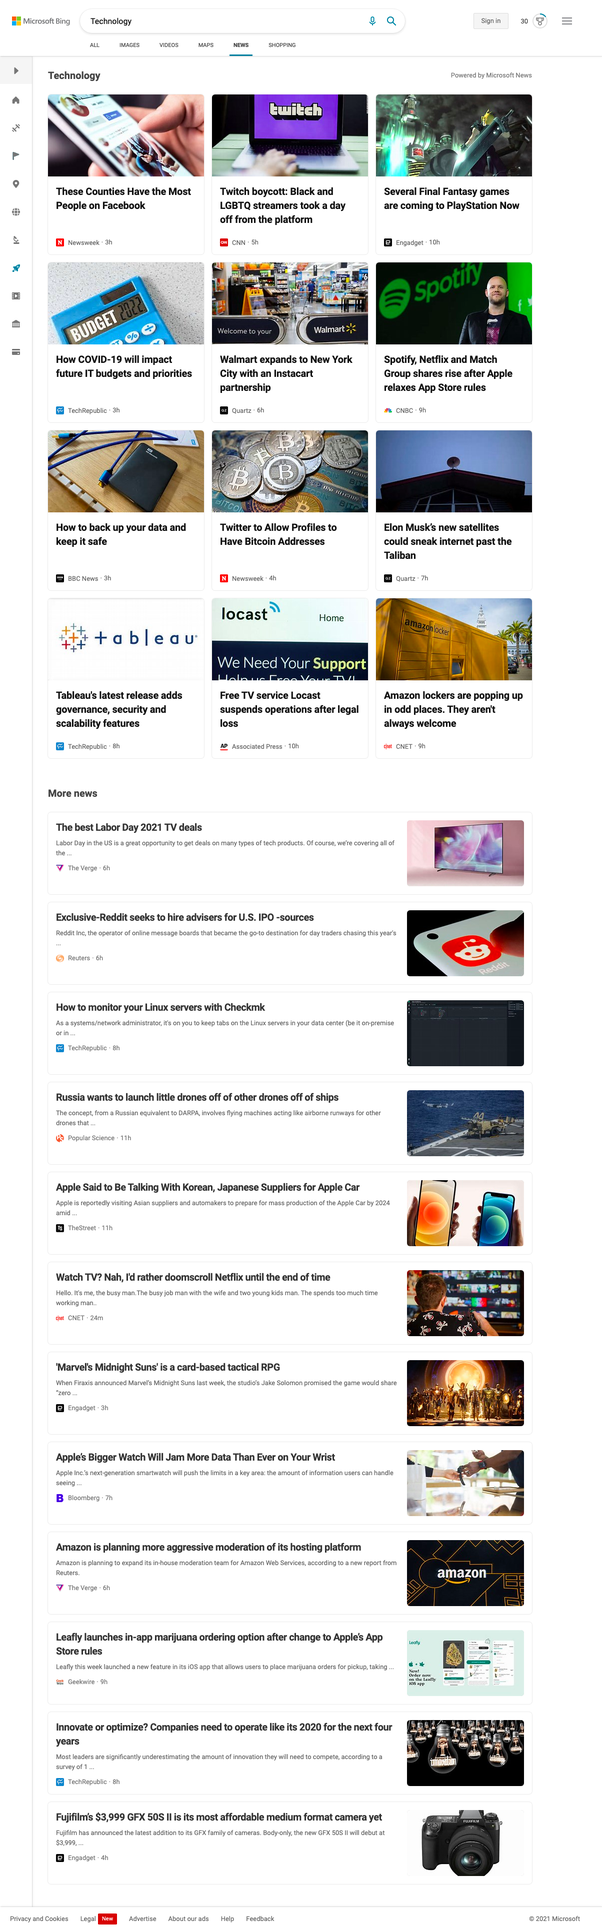 Microsoft Bing
Technology
Sign in
30
ALL IMAGES VIDEOS MAPS NEWS SHOPPING
Technology
Powered by Microsoft News
twitch
These Counties Have the Most
People on Facebook
Newsweek · 3h
Twitch boycott: Black and
LGBTQ streamers took a day
off from the platform
CNN · 5h
Several Final Fantasy games
are coming to PlayStation Now
Engadget · 10h
BUDGET 2022
Welcome to your Walmart
Spotify
How COVID-19 will impact
future IT budgets and priorities
TechRepublic · 3h
Walmart expands to New York
City with an Instacart
partnership
Quartz · 6h
Spotify, Netflix and Match
Group shares rise after Apple
relaxes App Store rules
CNBC · 9h
How to back up your data and
keep it safe
BBC News · 3h
Twitter to Allow Profiles to
Have Bitcoin Addresses
Newsweek · 4h
Elon Musk's new satellites
could sneak internet past the
Taliban
Quartz · 7h
+ableau
locast Home
We Need Your Support
Help us Free Your TV!
amazon locker
Tableau's latest release adds
governance, security and
scalability features
TechRepublic · 8h
Free TV service Locast
suspends operations after legal
loss
AP Associated Press · 10h
Amazon lockers are popping up
in odd places. They aren't
always welcome
CNET · 9h
More news
The best Labor Day 2021 TV deals
Labor Day in the US is a great opportunity to get deals on many types of tech products. Of course, we're covering all of
the ...
The Verge · 6h
Exclusive-Reddit seeks to hire advisers for U.S. IPO -sources
Reddit Inc, the operator of online message boards that became the go-to destination for day traders chasing this year's
...
Reuters · 6h
Reddit
How to monitor your Linux servers with Checkmk
As a systems/network administrator, it's on you to keep tabs on the Linux servers in your data center (be it on-premise
or in ...
TechRepublic · 8h
Russia wants to launch little drones off of other drones off of ships
The concept, from a Russian equivalent to DARPA, involves flying machines acting like airborne runways for other
drones that ...
Popular Science · 11h
Apple Said to Be Talking With Korean, Japanese Suppliers for Apple Car
Apple is reportedly visiting Asian suppliers and automakers to prepare for mass production of the Apple Car by 2024
amid ...
TheStreet · 11h
Watch TV? Nah, I'd rather doomscroll Netflix until the end of time
Hello. It's me, the busy man.The busy job man with the wife and two young kids man. The spends too much time
working man..
CNET · 24m
'Marvel's Midnight Suns' is a card-based tactical RPG
When Firaxis announced Marvel's Midnight Suns last week, the studio's Jake Solomon promised the game would share
"zero ...
Engadget · 3h
Apple's Bigger Watch Will Jam More Data Than Ever on Your Wrist
Apple Inc.'s next-generation smartwatch will push the limits in a key area: the amount of information users can handle
seeing ...
Bloomberg · 7h
Amazon is planning more aggressive moderation of its hosting platform
Amazon is planning to expand its in-house moderation team for Amazon Web Services, according to a new report from
Reuters.
The Verge · 6h
amazon
Leafly launches in-app marijuana ordering option after change to Apple's App
Store rules
Leafly this week launched a new feature in its iOS app that allows users to place marijuana orders for pickup, taking ...
Geekwire · 9h
Leafly
New!
Order now
on the Leafly
iOS app
Innovate or optimize? Companies need to operate like its 2020 for the next four
years
Most leaders are significantly underestimating the amount of innovation they will need to compete, according to a
survey of 1 ...
TechRepublic · 8h
Fujifilm's $3,999 GFX 50S II is its most affordable medium format camera yet
Fujifilm has announced the latest addition to its GFX family of cameras. Body-only, the new GFX 50S II will debut at
$3,999, ...
Engadget · 4h
FUJIFILM
Privacy and Cookies Legal New Advertise About our ads Help Feedback
© 2021 Microsoft